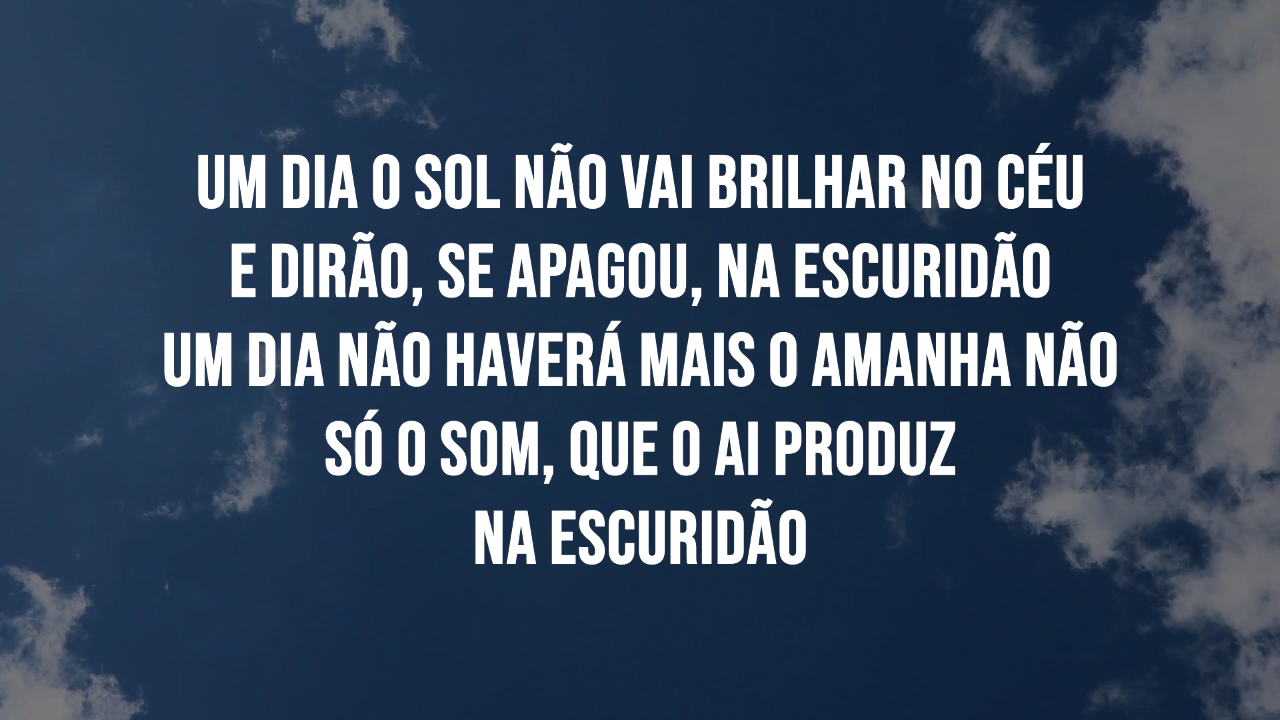 UM DIA O SOL NÃO VAI BRILHAR NO CÉU
E DIRÃO, SE APAGOU, NA ESCURIDÃO
UM DIA NÃO HAVERÁ MAIS O AMANHA NÃO
SÓ O SOM, QUE O AI PRODUZ
NA ESCURIDÃO